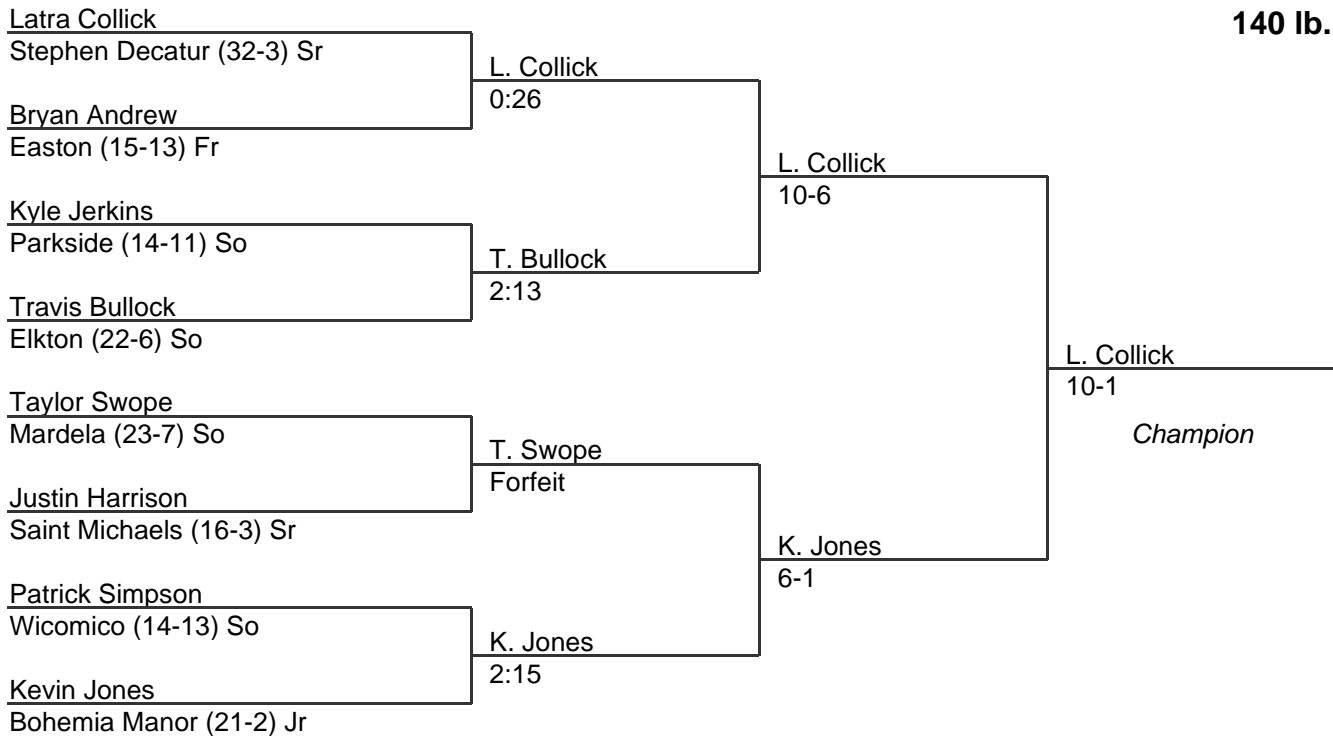 140 lb.
Latra Collick
Stephen Decatur (32-3) Sr
L. Collick
0:26
Bryan Andrew
Easton (15-13) Fr
L. Collick
10-6
Kyle Jerkins
Parkside (14-11) So
T. Bullock
2:13
Travis Bullock
Elkton (22-6) So
L. Collick
10-1
Champion
Taylor Swope
Mardela (23-7) So
T. Swope
Forfeit
Justin Harrison
Saint Michaels (16-3) Sr
K. Jones
6-1
Patrick Simpson
Wicomico (14-13) So
K. Jones
2:15
Kevin Jones
Bohemia Manor (21-2) Jr